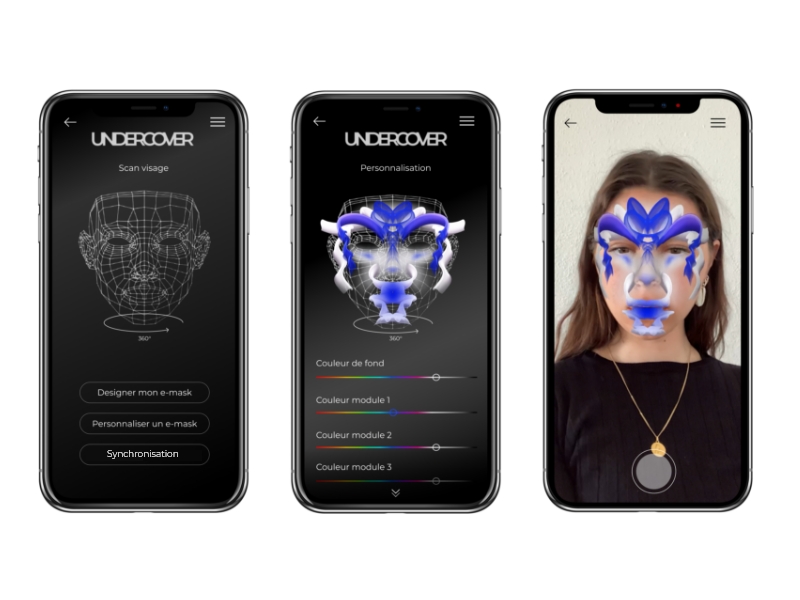 UNDERCOVER
Scan visage
360°
Designer mon e-mask
Personnaliser un e-mask
Synchronisation
UNDERCOVER
Personnalisation
360°
Couleur de fond
Couleur module 1
Couleur module 2
Couleur module 3